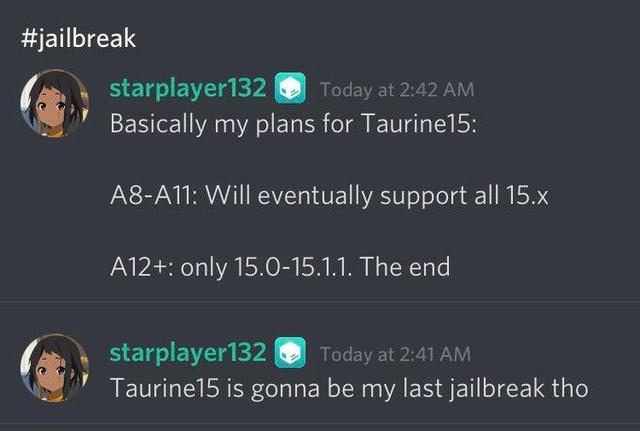 #jailbreak
starplayer132 Today at 2:42 AM
Basically my plans for Taurine15:
A8-A11: Will eventually support all 15.x
A12+: only 15.0-15.1.1. The end
starplayer132 Today at 2:41 AM
Taurine15 is gonna be my last jailbreak tho